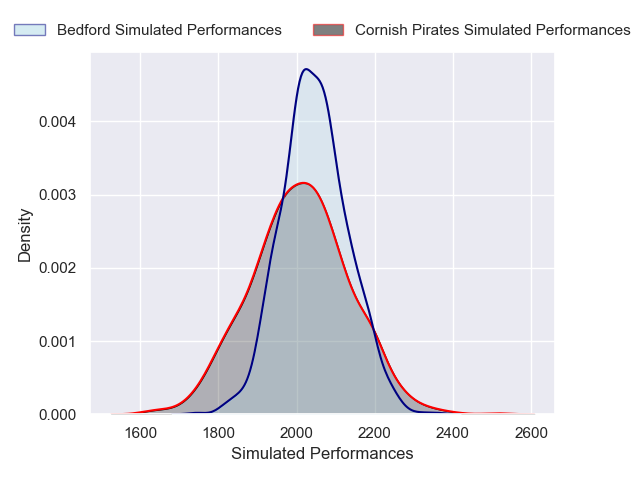 Bedford Simulated Performances
Cornish Pirates Simulated Performances
Density
0.004
0.003
0.002
0.001
0.000
1600 1800 2000 2200 2400 2600
Simulated Performances